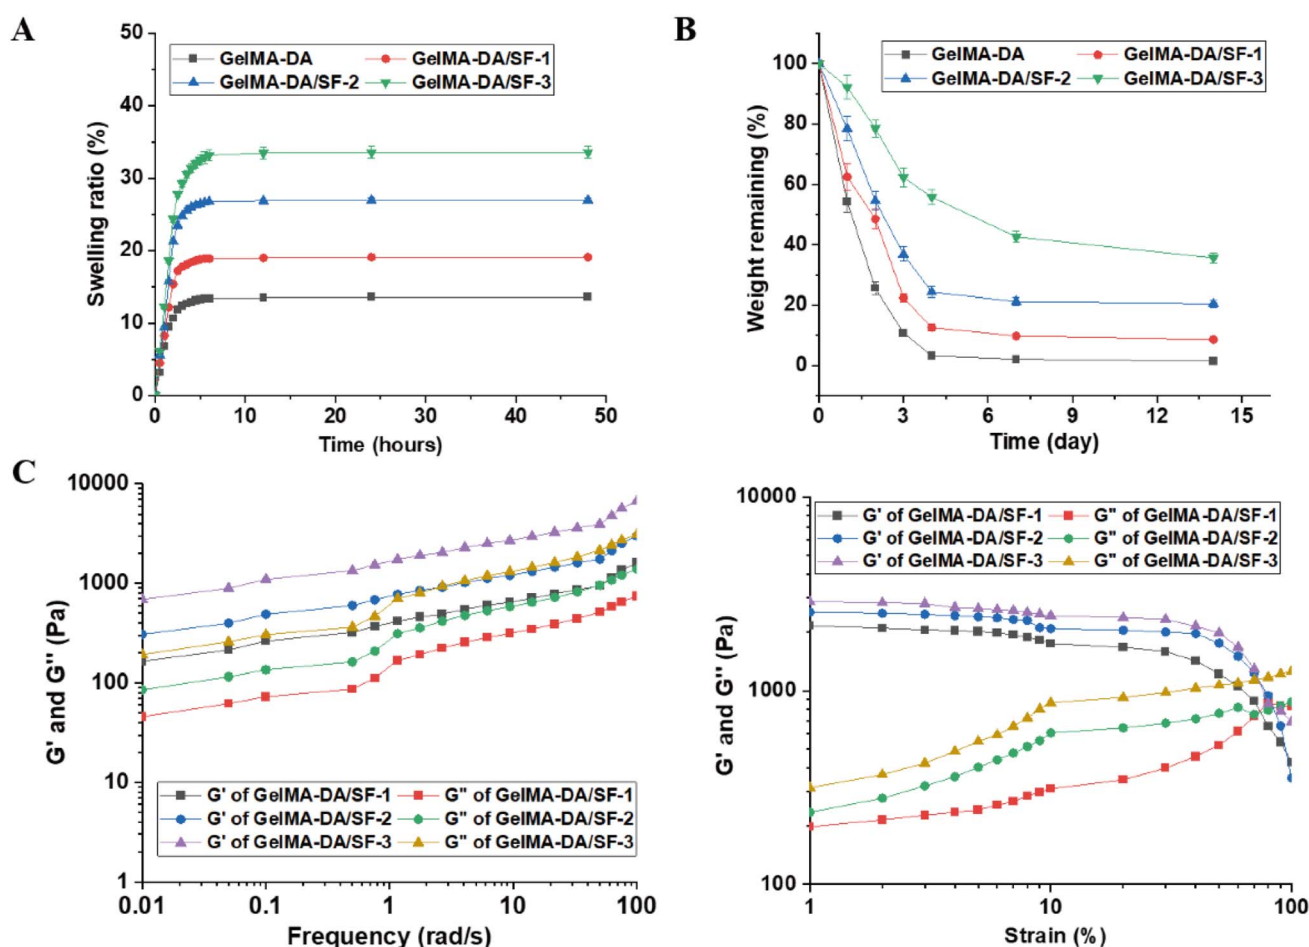 A
50
40
30
20
10
0
Swelling ratio (%)
GelMA-DA
GelMA-DA/SF-1
GelMA-DA/SF-2
GelMA-DA/SF-3
0 10 20 30 40 50
Time (hours)
B
100
80
60
40
20
0
Weight remaining (%)
GelMA-DA
GelMA-DA/SF-1
GelMA-DA/SF-2
GelMA-DA/SF-3
0 3 6 9 12 15
Time (day)
C
10000
1000
100
10
1
G' and G" (Pa)
G' of GelMA-DA/SF-1
G" of GelMA-DA/SF-1
G' of GelMA-DA/SF-2
G" of GelMA-DA/SF-2
G' of GelMA-DA/SF-3
G" of GelMA-DA/SF-3
0.01 0.1 1 10 100
Frequency (rad/s)
10000
1000
100
G' and G" (Pa)
G' of GelMA-DA/SF-1
G" of GelMA-DA/SF-1
G' of GelMA-DA/SF-2
G" of GelMA-DA/SF-2
G' of GelMA-DA/SF-3
G" of GelMA-DA/SF-3
1 10 100
Strain (%)